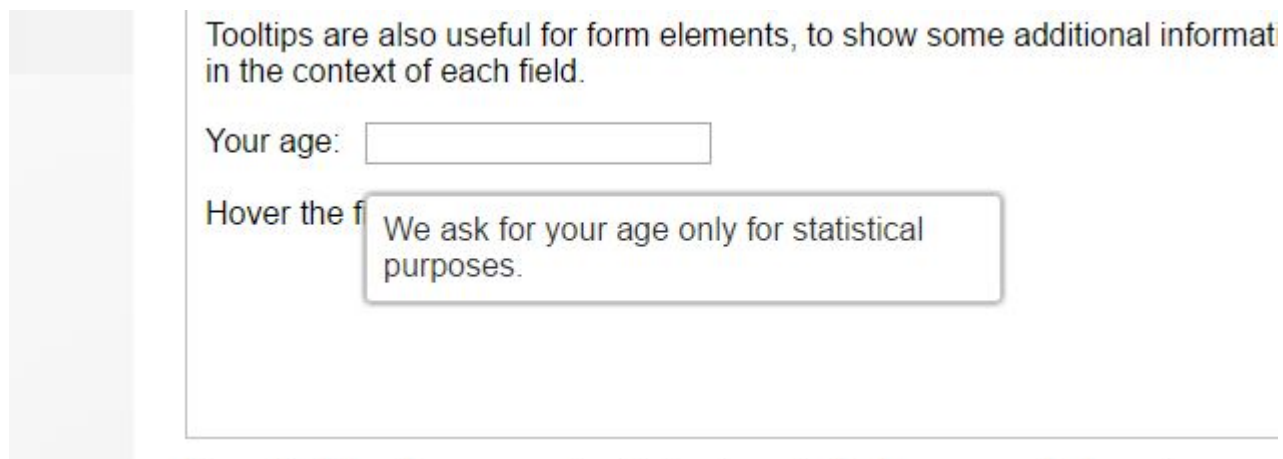 Tooltips are also useful for form elements, to show some additional
in the context of each field.
Your age:
Hover the
We ask for your age only for statistical
purposes.